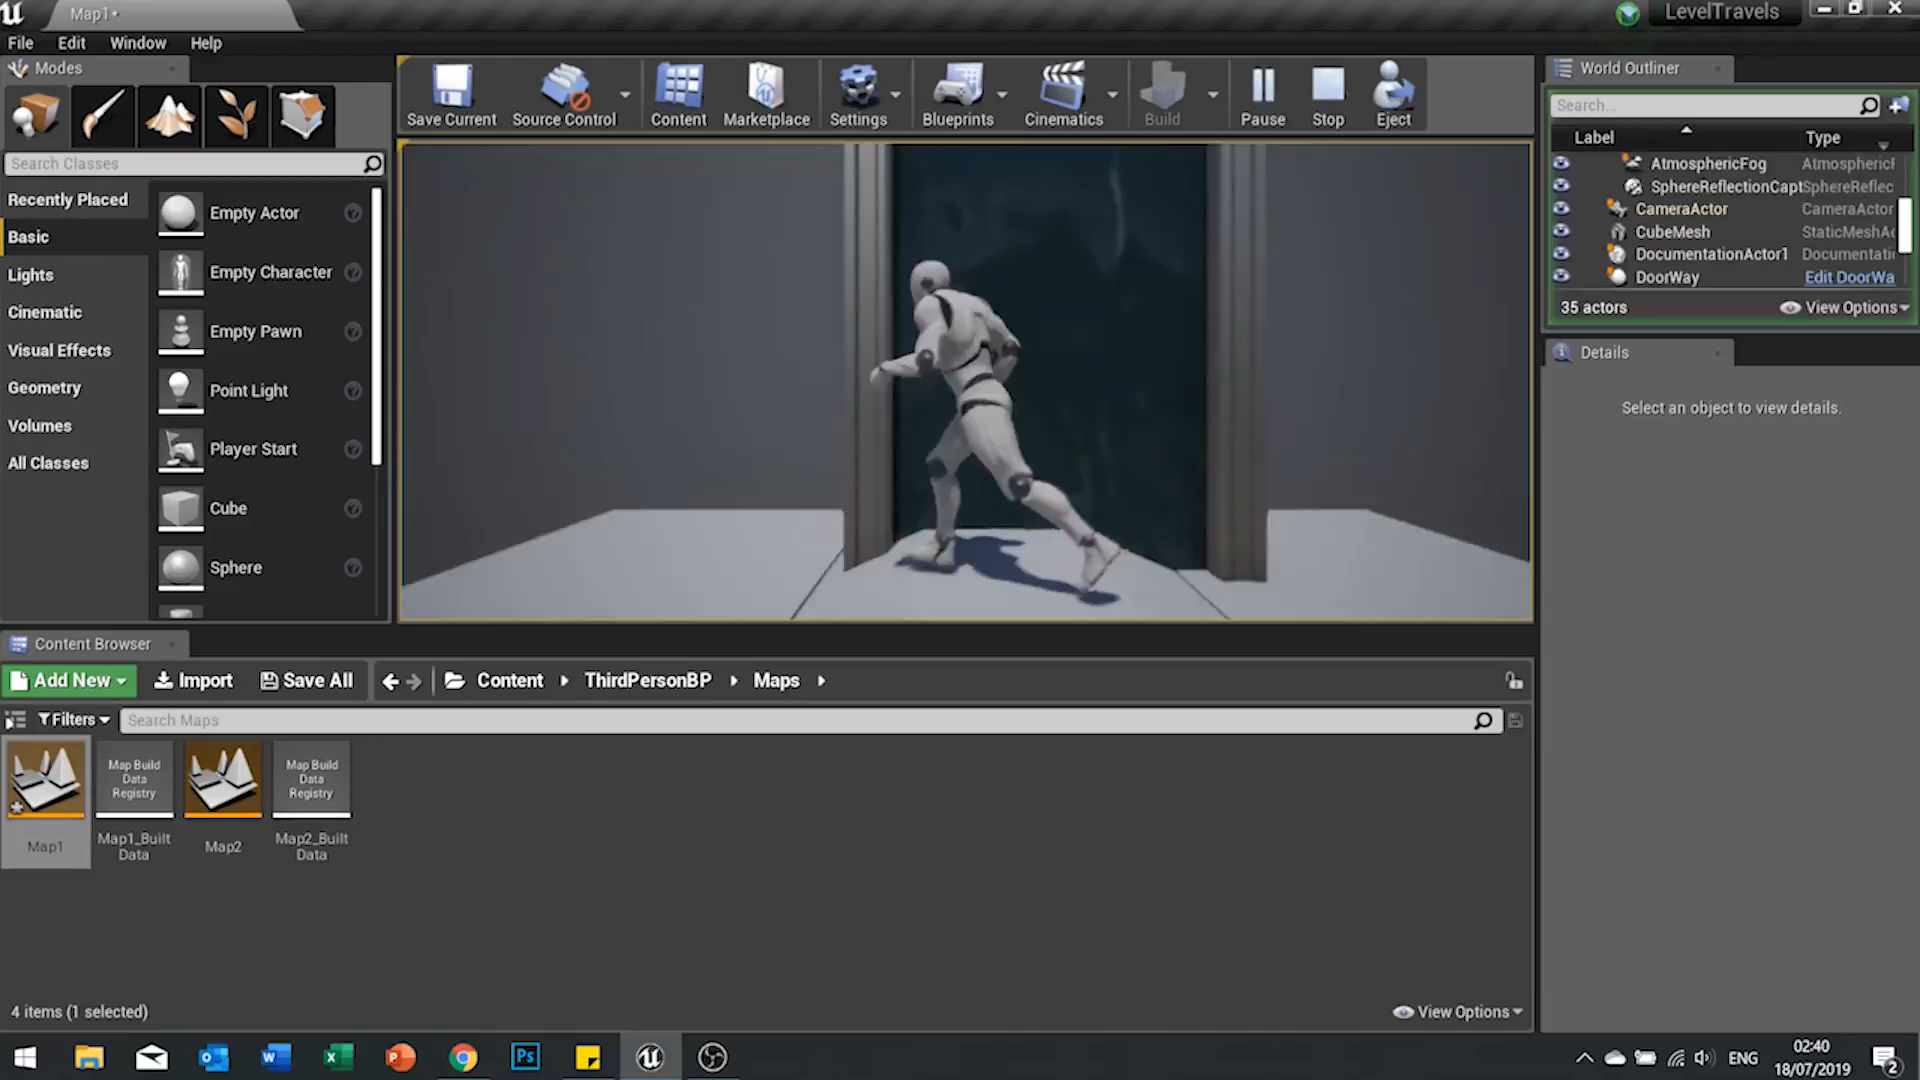 Map1•
LevelTravels
File Edit Window Help
Modes
Search Classes
Recently Placed
Basic
Lights
Cinematic
Visual Effects
Geometry
Volumes
All Classes
Empty Actor
Empty Character
Empty Pawn
Point Light
Player Start
Cube
Sphere
Save Current
Source Control
Content
Marketplace
Settings
Blueprints
Cinematics
Build
Pause
Stop
Eject
World Outliner
Search...
Label Type
AtmosphericFog AtmosphericF
SphereReflectionCapt SphereReflec
CameraActor CameraActor
CubeMesh StaticMeshAc
DocumentationActor1 Documentati
DoorWay Edit DoorWa
35 actors View Options
Details
Select an object to view details.
Content Browser
Add New Import Save All Content ThirdPersonBP Maps
Filters Search Maps
Map Build
Data
Registry
Map Build
Data
Registry
Map1
Map1_Built
Data
Map2
Map2_Built
Data
4 items (1 selected) View Options
Ps
ENG
02:40
18/07/2019
2